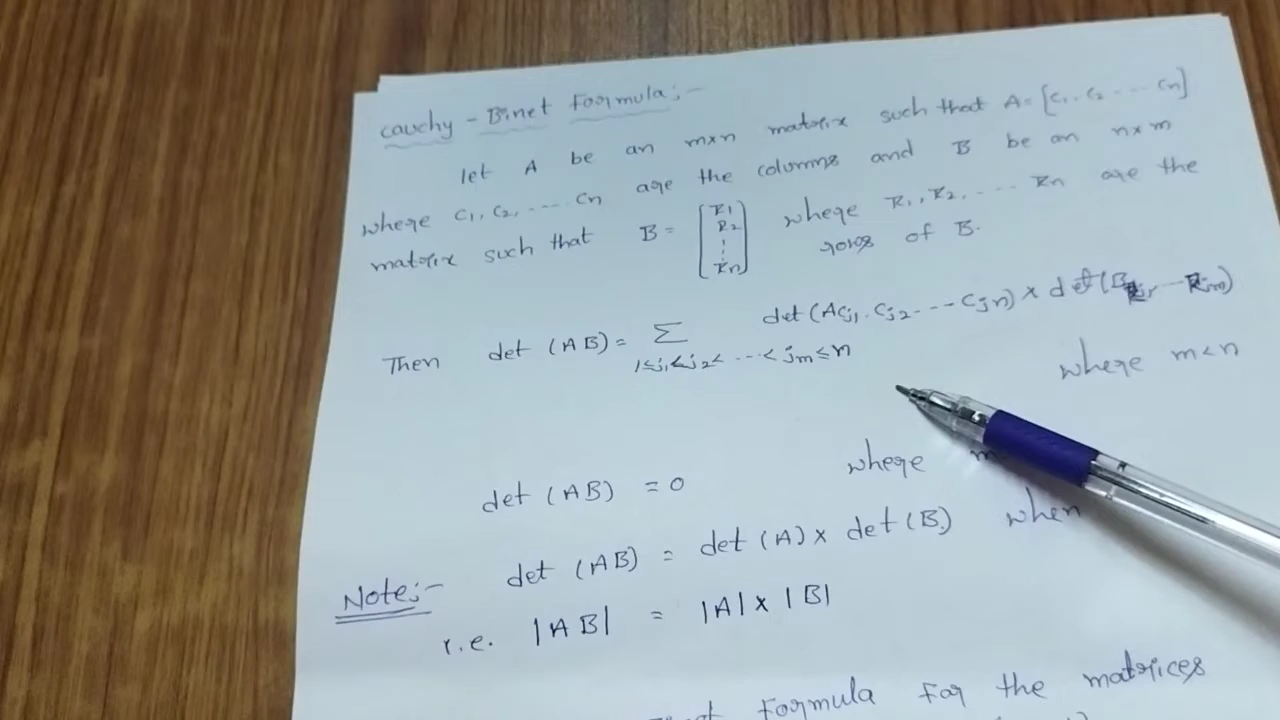 Cauchy - Binet Formula:-
let A be an m×n matrix such that A = [C1. C2 ---- Cn]
where C1, C2, ---- Cn are the columns and B be an n×m
matrix such that B = [R1 R2 ⋮ Rn] where R1, R2, ---- Rn are the
rows of B.
Then det (AB) = Σ det (ACj1. Cj2 ---- Cjn) × det (BRj1, --- Rjm)
1≤j1<j2< --- <jm≤n
where m<n
det (AB) = 0 where
Note:- det (AB) = det (A) × det (B) when
i.e. |AB| = |A| × |B|
Formula For the matrices